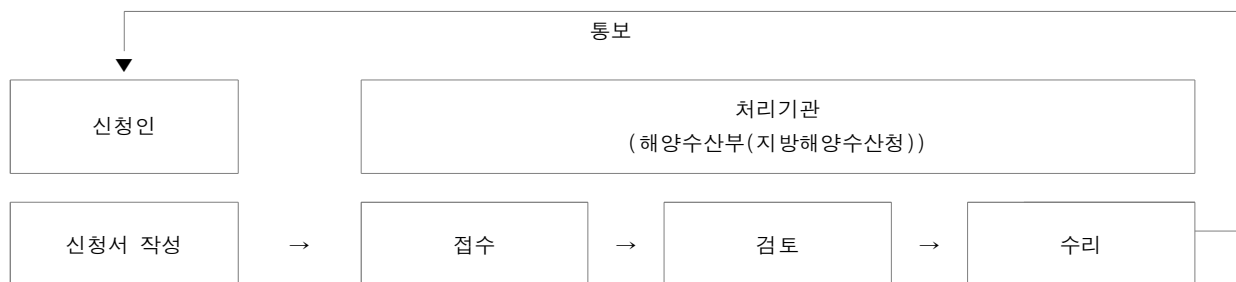 통보
신청인
처리기관
(해양수산부(지방해양수산청))
신청서 작성 → 접수 → 검토 → 수리